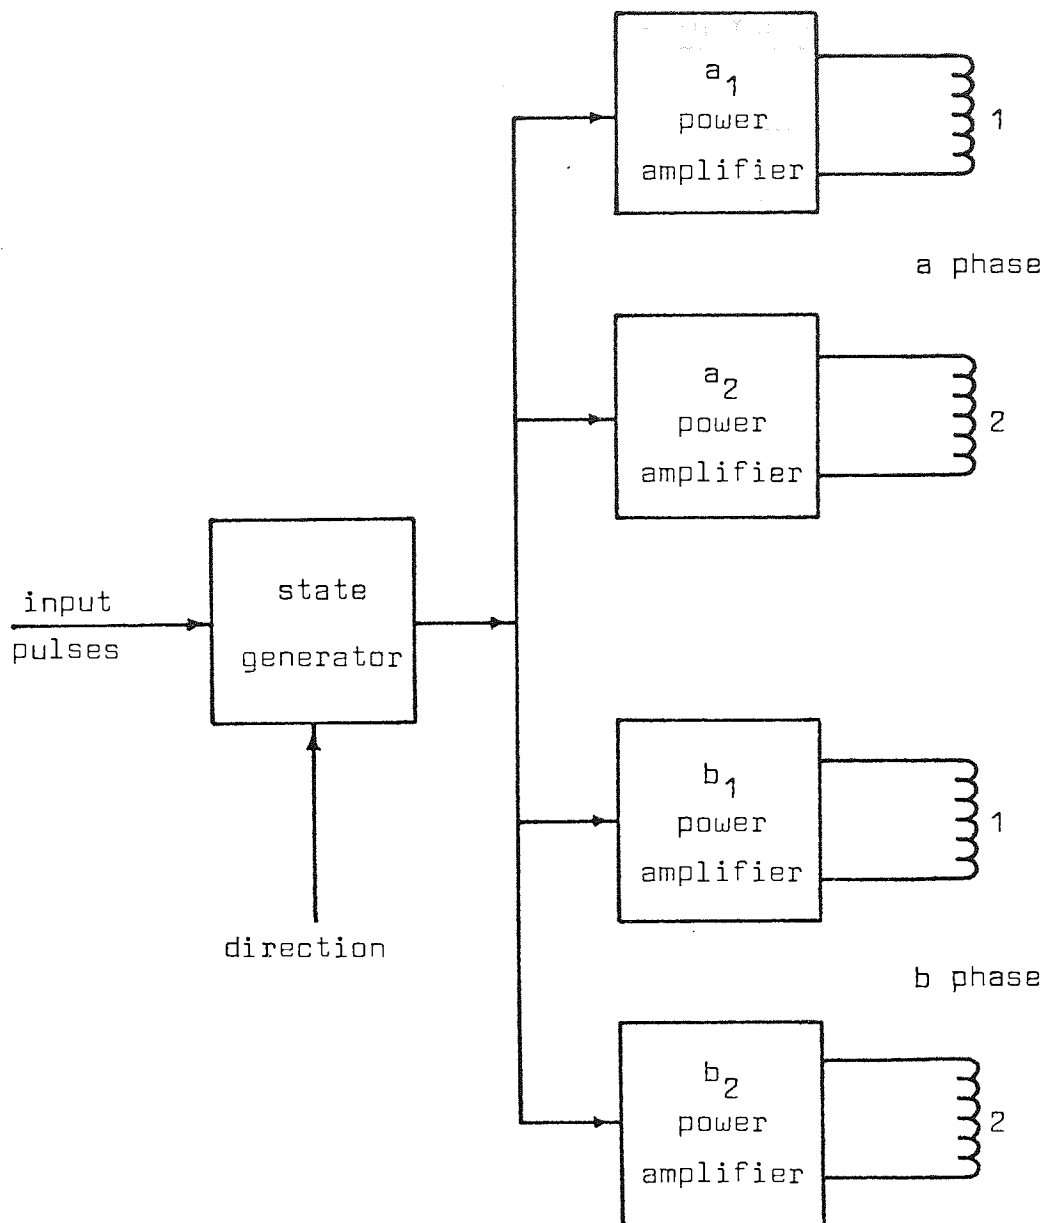 a1
power
amplifier
1
a phase
a2
power
amplifier
2
input
pulses
state
generator
direction
b1
power
amplifier
1
b phase
b2
power
amplifier
2